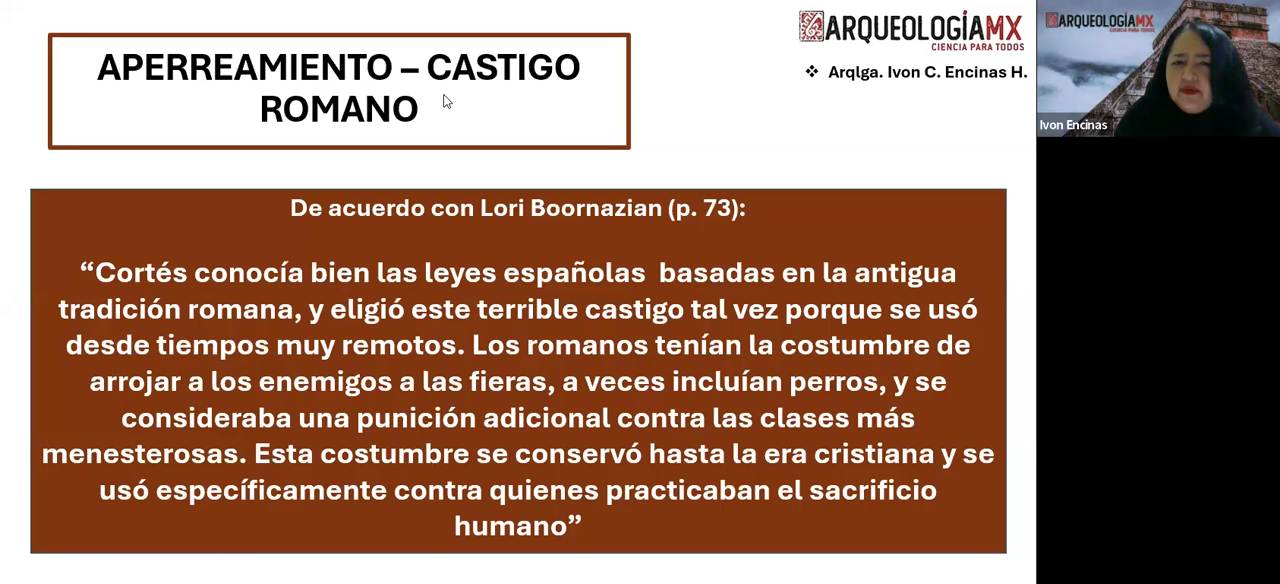 APERREAMIENTO – CASTIGO
ROMANO
ARQUEOLOGÍAMX
CIENCIA PARA TODOS
❖ Arqlga. Ivon C. Encinas H.
ARQUEOLOGÍAMX
CIENCIA PARA TODOS
Ivon Encinas
De acuerdo con Lori Boornazian (p. 73):
“Cortés conocía bien las leyes españolas basadas en la antigua
tradición romana, y eligió este terrible castigo tal vez porque se usó
desde tiempos muy remotos. Los romanos tenían la costumbre de
arrojar a los enemigos a las fieras, a veces incluían perros, y se
consideraba una punición adicional contra las clases más
menesterosas. Esta costumbre se conservó hasta la era cristiana y se
usó específicamente contra quienes practicaban el sacrificio
humano”